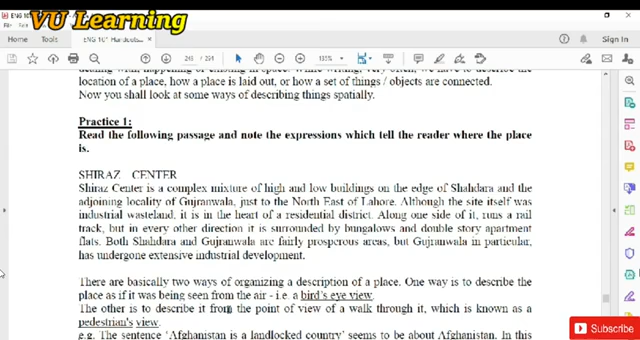 VU Learning
ENG 101 Handouts...
Home
Tools
Sign In
File Edit
249 / 294
135%
location of a place, how a place is laid out, or how a set of things / objects are connected.
Now you shall look at some ways of describing things spatially.
Practice 1:
Read the following passage and note the expressions which tell the reader where the place
is.
SHIRAZ CENTER
Shiraz Center is a complex mixture of high and low buildings on the edge of Shahdara and the
adjoining locality of Gujranwala, just to the North East of Lahore. Although the site itself was
industrial wasteland, it is in the heart of a residential district. Along one side of it, runs a rail
track, but in every other direction it is surrounded by bungalows and double story apartment
flats. Both Shahdara and Gujranwala are fairly prosperous areas, but Gujranwala in particular,
has undergone extensive industrial development.
There are basically two ways of organizing a description of a place. One way is to describe the
place as if it was being seen from the air - i.e a bird's eye view.
The other is to describe it from the point of view of a walk through it, which is known as a
pedestrian's view.
e.g. The sentence 'Afghanistan is a landlocked country' seems to be about Afghanistan. In this
Subscribe